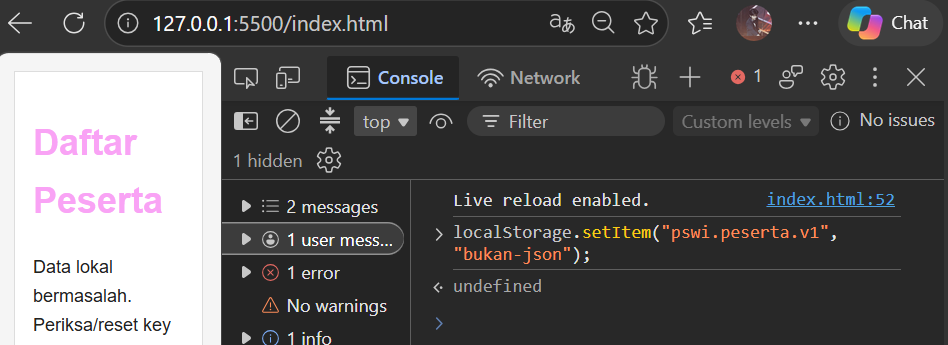 127.0.0.1:5500/index.html
Chat
Console
Network
1
top
Filter
Custom levels
No issues
1 hidden
2 messages
1 user mess...
1 error
No warnings
1 info
Live reload enabled.
index.html:52
localStorage.setItem("pswi.peserta.v1",
"bukan-json");
undefined
Daftar
Peserta
Data lokal
bermasalah.
Periksa/reset key